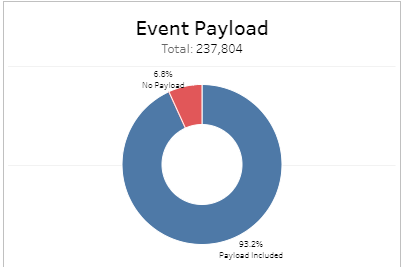 Event Payload
Total: 237,804
6.8%
No Payload
93.2%
Payload Included